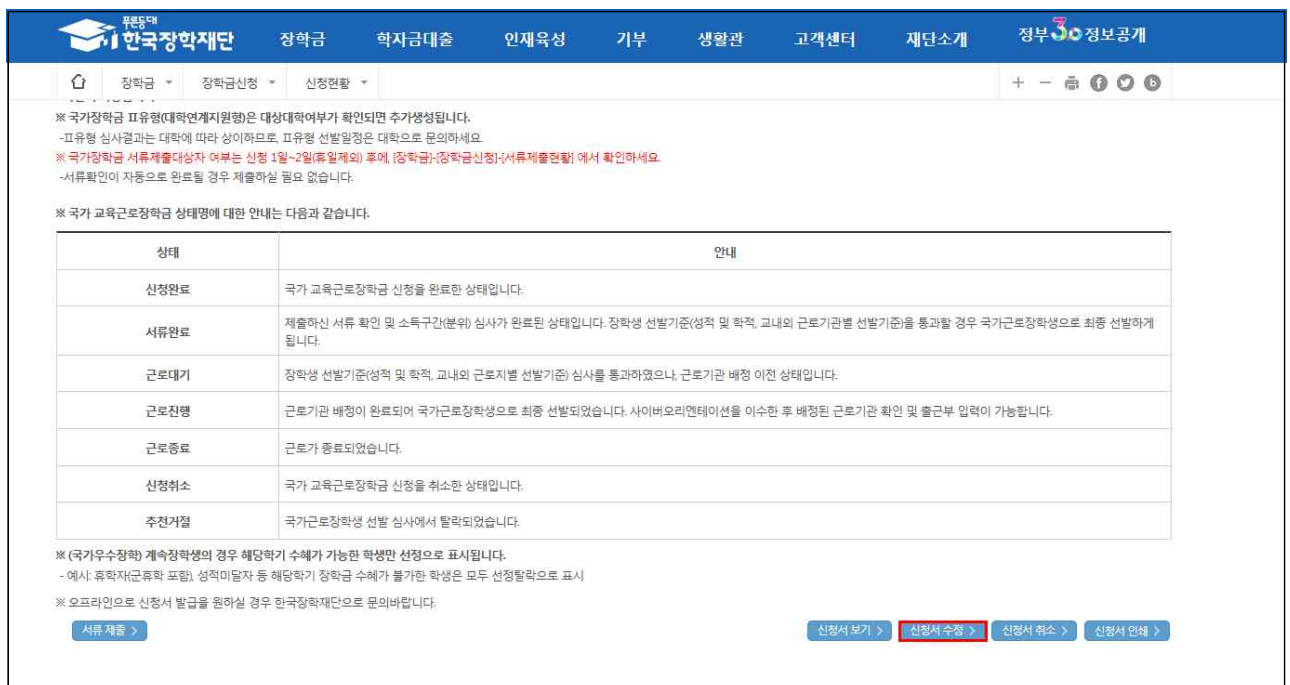 푸른등대
한국장학재단
장학금 학자금대출 인재육성 기부 생활관 고객센터 재단소개 정부3.0정보공개
장학금 장학금신청 신청현황
※ 국가장학금 II유형(대학연계지원형)은 대상대학여부가 확인되면 추가생성됩니다.
-II유형 심사결과는 대학에 따라 상이하므로, II유형 선발일정은 대학으로 문의하세요.
※ 국가장학금 서류제출대상자 여부는 신청 1일~2일(휴일제외) 후에, [장학금]-[장학금신청]-[서류제출현황] 에서 확인하세요.
-서류확인이 자동으로 완료될 경우 제출하실 필요 없습니다.
※ 국가 교육근로장학금 상태명에 대한 안내는 다음과 같습니다.
상태 안내
신청완료 국가 교육근로장학금 신청을 완료한 상태입니다.
서류완료 제출하신 서류 확인 및 소득구간(분위) 심사가 완료된 상태입니다. 장학생 선발기준(성적 및 학적, 교내외 근로기관별 선발기준)을 통과할 경우 국가근로장학생으로 최종 선발하게
됩니다.
근로대기 장학생 선발기준(성적 및 학적, 교내외 근로지별 선발기준) 심사를 통과하였으나, 근로기관 배정 이전 상태입니다.
근로진행 근로기관 배정이 완료되어 국가근로장학생으로 최종 선발되었습니다. 사이버오리엔테이션을 이수한 후 배정된 근로기관 확인 및 출근부 입력이 가능합니다.
근로종료 근로가 종료되었습니다.
신청취소 국가 교육근로장학금 신청을 취소한 상태입니다.
추천거절 국가근로장학생 선발 심사에서 탈락되었습니다.
※ (국가우수장학) 계속장학생의 경우 해당학기 수혜가 가능한 학생만 선정으로 표시됩니다.
- 예시: 휴학자(군휴학 포함), 성적미달자 등 해당학기 장학금 수혜가 불가한 학생은 모두 선정탈락으로 표시
※ 오프라인으로 신청서 발급을 원하실 경우 한국장학재단으로 문의바랍니다.
서류 제출 > 신청서 보기 > 신청서 수정 > 신청서 취소 > 신청서 인쇄 >